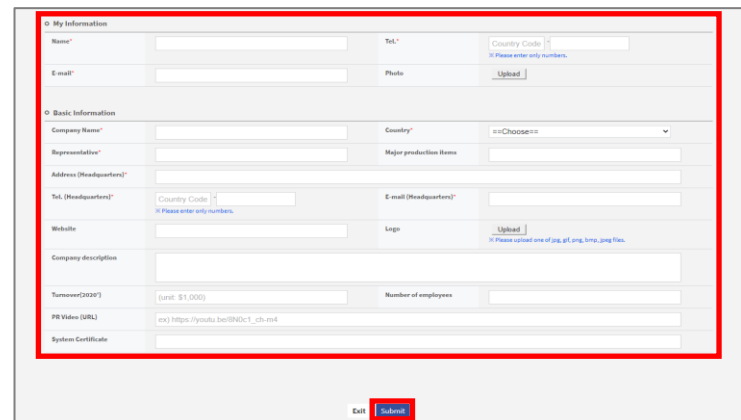 My Information
Name* Tel.* Country Code -
※ Please enter only numbers.
E-mail* Photo Upload
Basic Information
Company Name* Country* ==Choose==
Representative* Major production items
Address (Headquarters)*
Tel. (Headquarters)* Country Code - E-mail (Headquarters)*
※ Please enter only numbers.
Website Logo Upload
※ Please upload one of jpg, gif, png, bmp, jpeg files.
Company description
Turnover(2020') (unit: $1,000) Number of employees
PR Video (URL) ex) https://youtu.be/8N0c1_ch-m4
System Certificate
Exit Submit